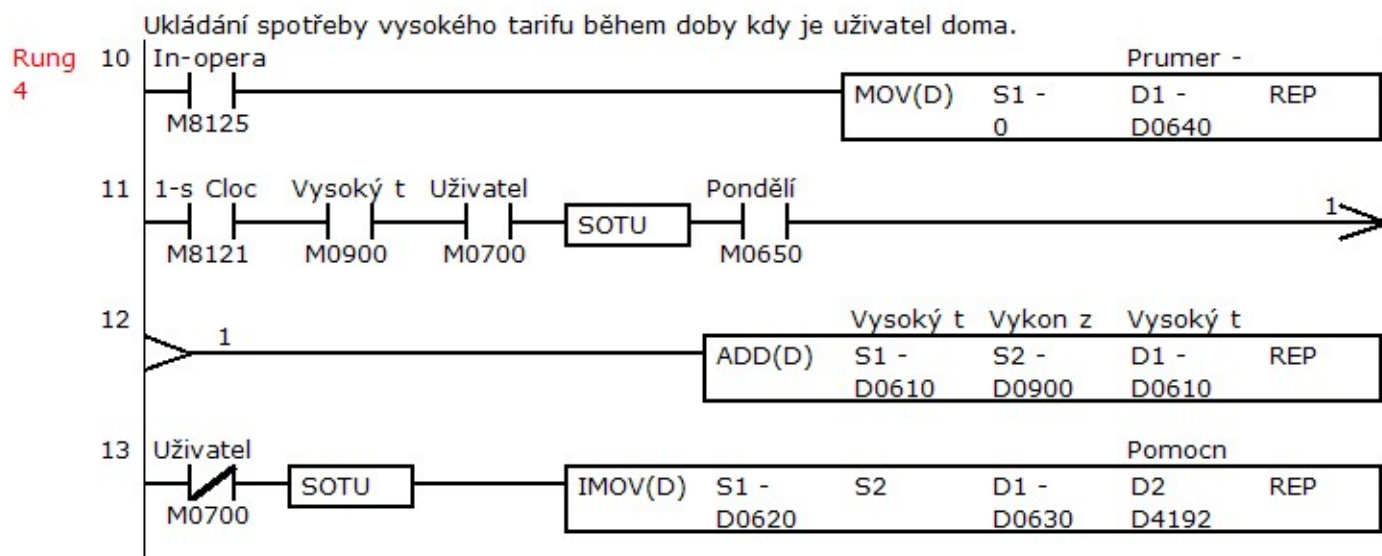 Ukládání spotřeby vysokého tarifu během doby kdy je uživatel doma.
Rung 10 In-opera Prumer -
4 MOV(D) S1 - D1 - REP
M8125 0 D0640
11 1-s Cloc Vysoký t Uživatel Pondělí
SOTU 1
M8121 M0900 M0700 M0650
12 Vysoký t Vykon z Vysoký t
1 ADD(D) S1 - S2 - D1 - REP
D0610 D0900 D0610
13 Uživatel Pomocn
SOTU IMOV(D) S1 - S2 D1 - D2 REP
M0700 D0620 D0630 D4192